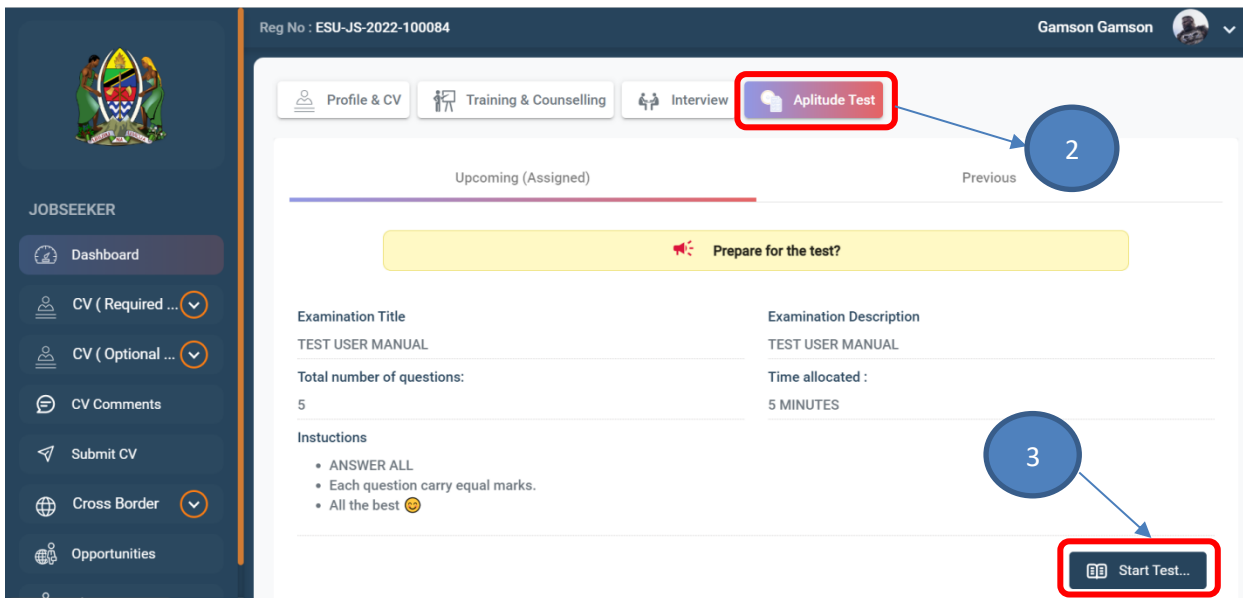 Reg No : ESU-JS-2022-100084
Gamson Gamson
Profile & CV
Training & Counselling
Interview
Aplitude Test
2
Upcoming (Assigned)
Previous
JOBSEEKER
Dashboard
CV ( Required ...
CV ( Optional ...
CV Comments
Submit CV
Cross Border
Opportunities
Prepare for the test?
Examination Title
TEST USER MANUAL
Examination Description
TEST USER MANUAL
Total number of questions:
5
Time allocated :
5 MINUTES
Instuctions
• ANSWER ALL
• Each question carry equal marks.
• All the best 😊
3
Start Test...